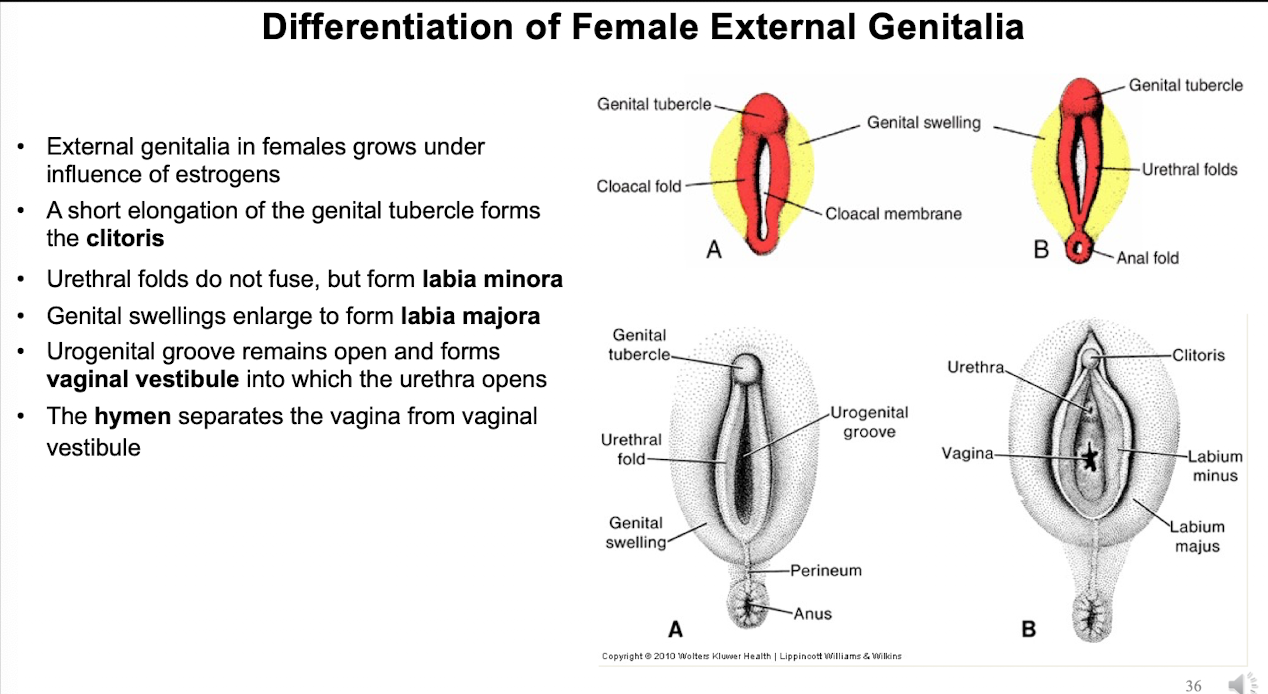 Differentiation of Female External Genitalia
• External genitalia in females grows under
influence of estrogens
• A short elongation of the genital tubercle forms
the clitoris
• Urethral folds do not fuse, but form labia minora
• Genital swellings enlarge to form labia majora
• Urogenital groove remains open and forms
vaginal vestibule into which the urethra opens
• The hymen separates the vagina from vaginal
vestibule
Genital tubercle
Genital swelling
Cloacal fold
Cloacal membrane
A
Genital tubercle
Urethral folds
B
Anal fold
Genital
tubercle
Urogenital
groove
Urethral
fold
Genital
swelling
Perineum
Anus
A
Urethra
Clitoris
Vagina
Labium
minus
Labium
majus
B
Copyright © 2010 Wolters Kluwer Health | Lippincott Williams & Wilkins
36